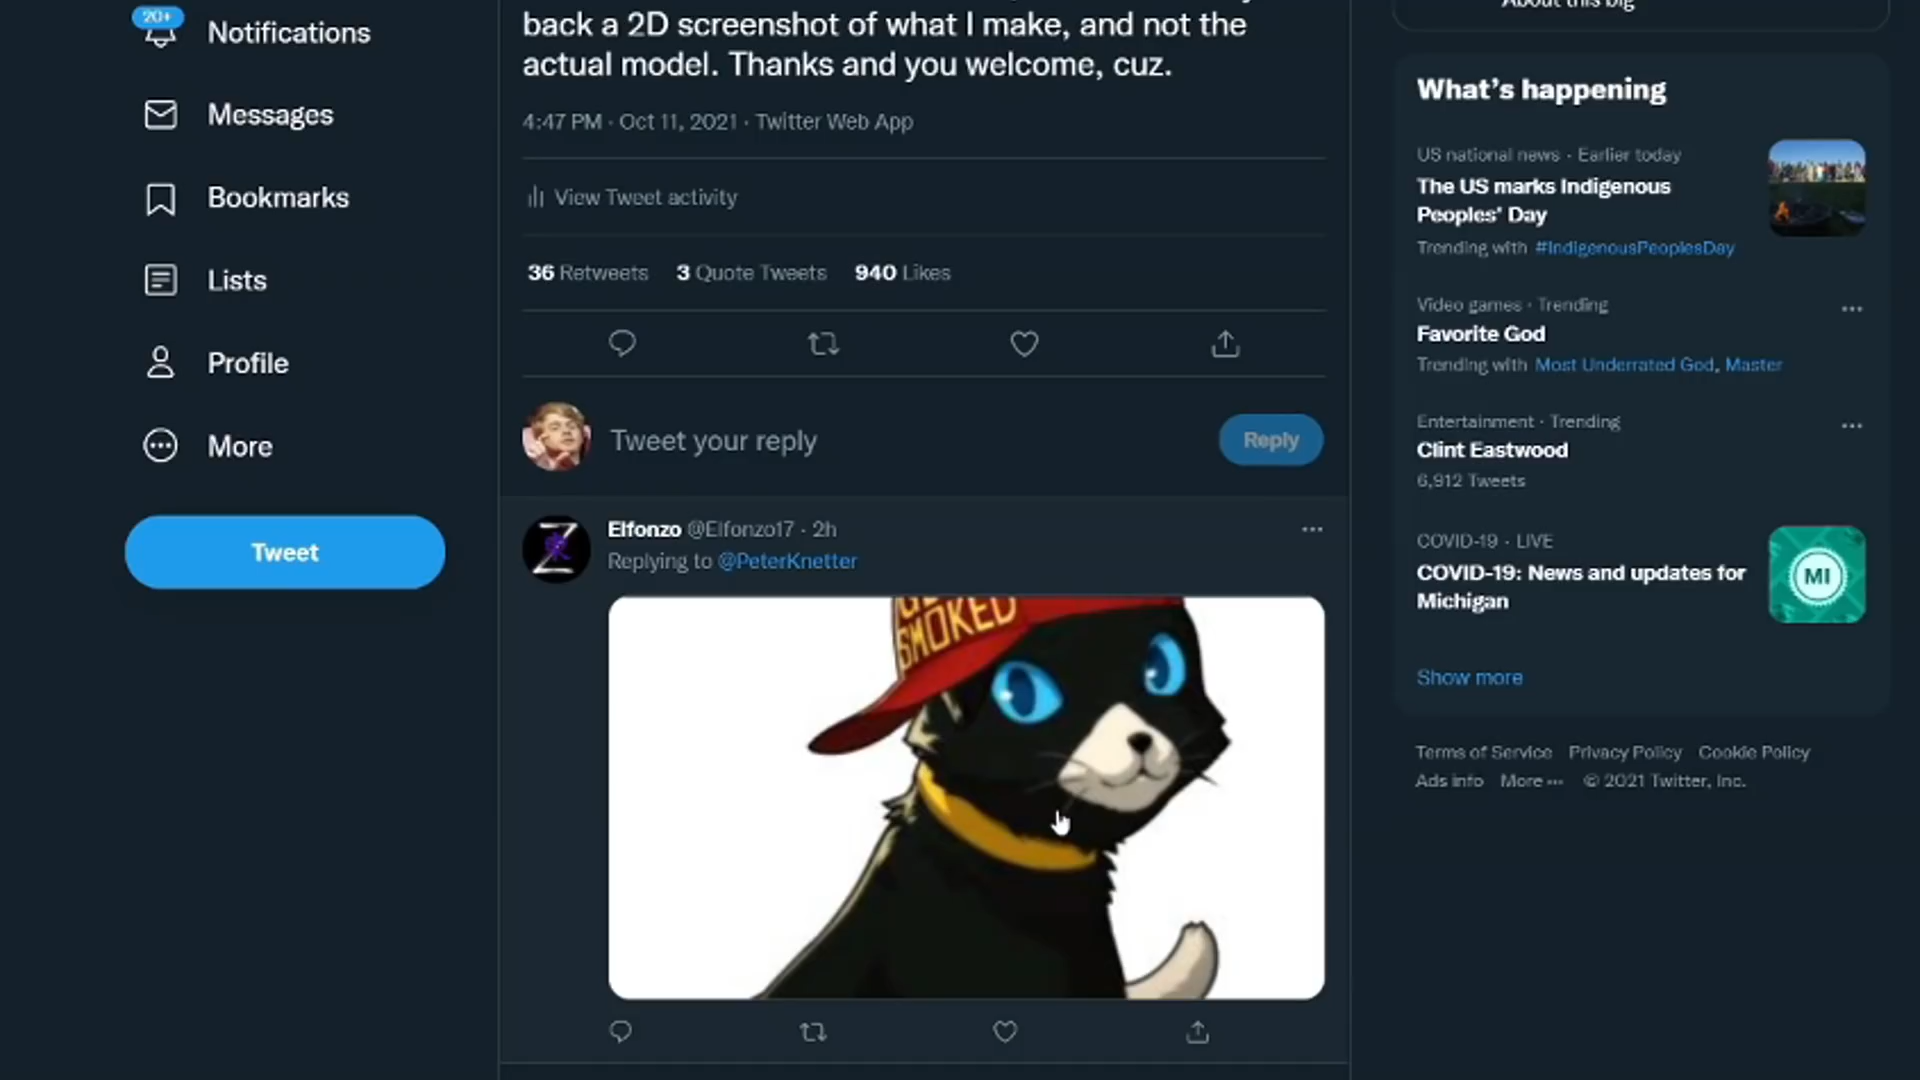 20+
Notifications
Messages
Bookmarks
Lists
Profile
More
Tweet
back a 2D screenshot of what I make, and not the
actual model. Thanks and you welcome, cuz.
4:47 PM · Oct 11, 2021 · Twitter Web App
View Tweet activity
36 Retweets 3 Quote Tweets 940 Likes
Tweet your reply
Reply
Elfonzo @Elfonzo17 · 2h
Replying to @PeterKnetter
SMOKED
About this big
What's happening
US national news · Earlier today
The US marks Indigenous
Peoples' Day
Trending with #IndigenousPeoplesDay
Video games · Trending
Favorite God
Trending with Most Underrated God, Master
Entertainment · Trending
Clint Eastwood
6,912 Tweets
COVID-19 · LIVE
COVID-19: News and updates for
Michigan
MI
Show more
Terms of Service Privacy Policy Cookie Policy
Ads info More ··· © 2021 Twitter, Inc.